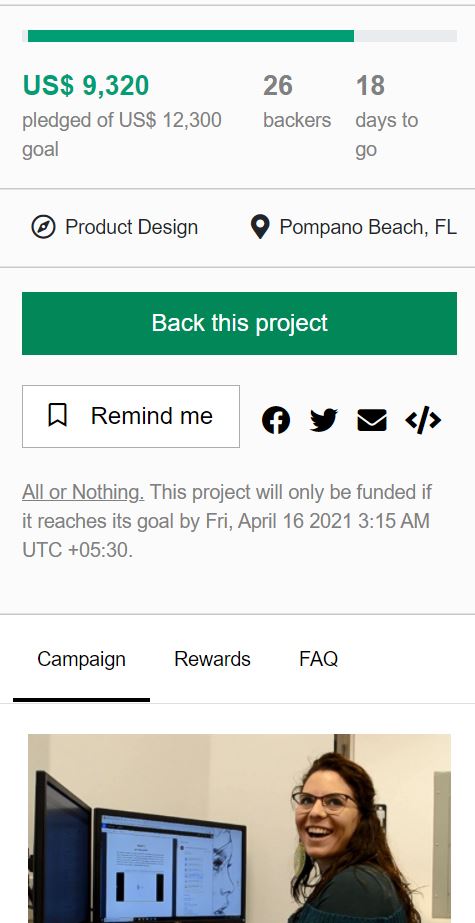 US$ 9,320 26 18
pledged of US$ 12,300 backers days to
goal go
Product Design Pompano Beach, FL
Back this project
Remind me
All or Nothing. This project will only be funded if
it reaches its goal by Fri, April 16 2021 3:15 AM
UTC +05:30.
Campaign Rewards FAQ